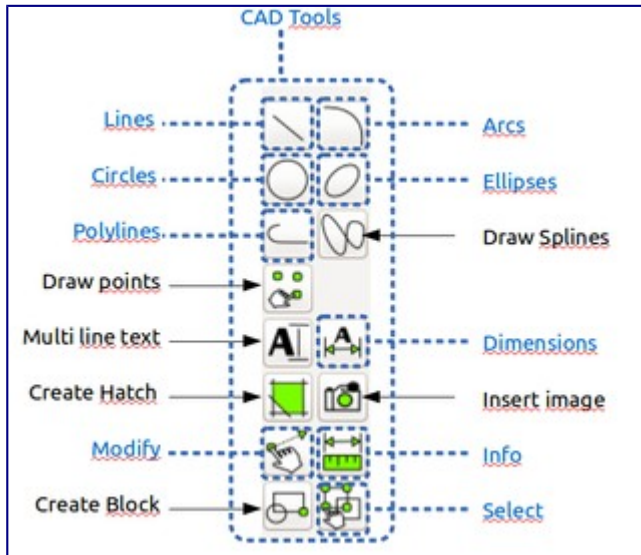 CAD Tools
Lines
Arcs
Circles
Ellipses
Polylines
Draw Splines
Draw points
Multi line text
A
A
Dimensions
Create Hatch
Insert image
Modify
Info
Create Block
Select